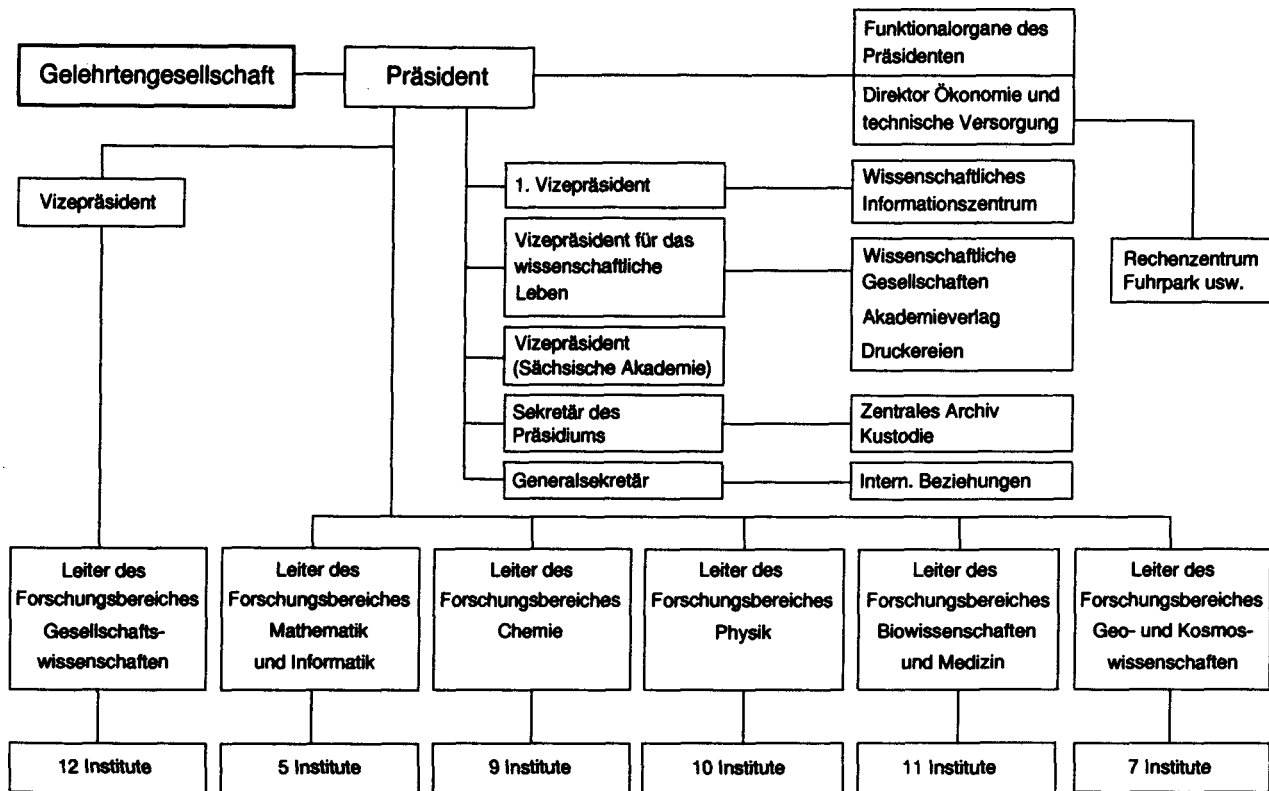 Gelehrtengesellschaft
Präsident
Funktionalorgane des
Präsidenten
Direktor Ökonomie und
technische Versorgung
Vizepräsident
1. Vizepräsident
Wissenschaftliches
Informationszentrum
Vizepräsident für das
wissenschaftliche
Leben
Wissenschaftliche
Gesellschaften
Akademieverlag
Druckereien
Rechenzentrum
Fuhrpark usw.
Vizepräsident
(Sächsische Akademie)
Sekretär des
Präsidiums
Zentrales Archiv
Kustodie
Generalsekretär
Intern. Beziehungen
Leiter des
Forschungsbereiches
Gesellschafts-
wissenschaften
Leiter des
Forschungsbereiches
Mathematik
und Informatik
Leiter des
Forschungsbereiches
Chemie
Leiter des
Forschungsbereiches
Physik
Leiter des
Forschungsbereiches
Biowissenschaften
und Medizin
Leiter des
Forschungsbereiches
Geo- und Kosmos-
wissenschaften
12 Institute
5 Institute
9 Institute
10 Institute
11 Institute
7 Institute